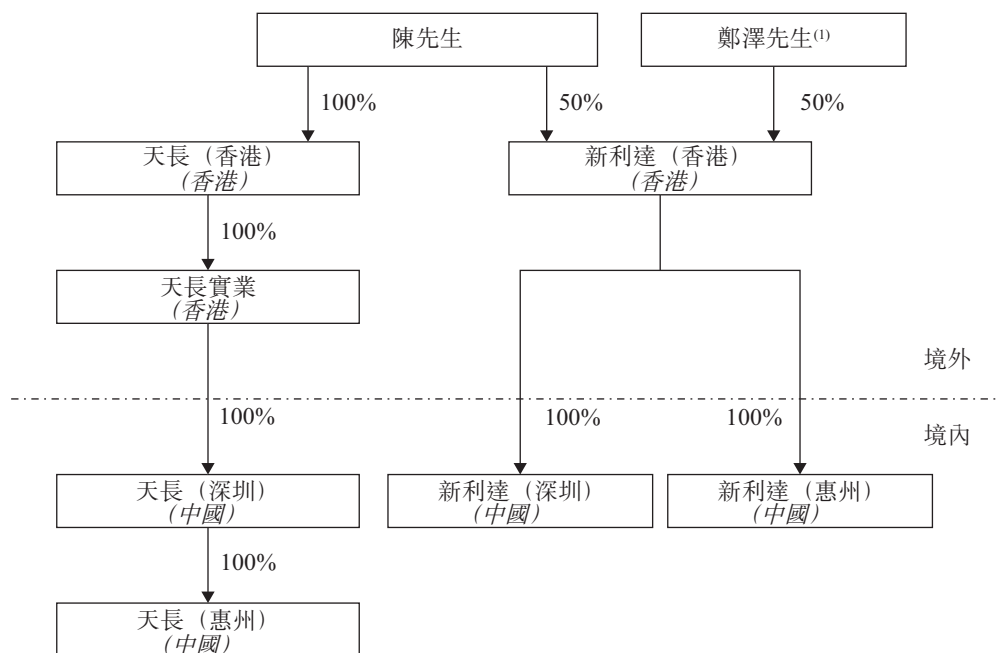 陳先生
鄭澤先生(1)
100%
50%
50%
天長（香港）
（香港）
新利達（香港）
（香港）
100%
天長實業
（香港）
境外
100%
100%
100%
境內
天長（深圳）
（中國）
新利達（深圳）
（中國）
新利達（惠州）
（中國）
100%
天長（惠州）
（中國）